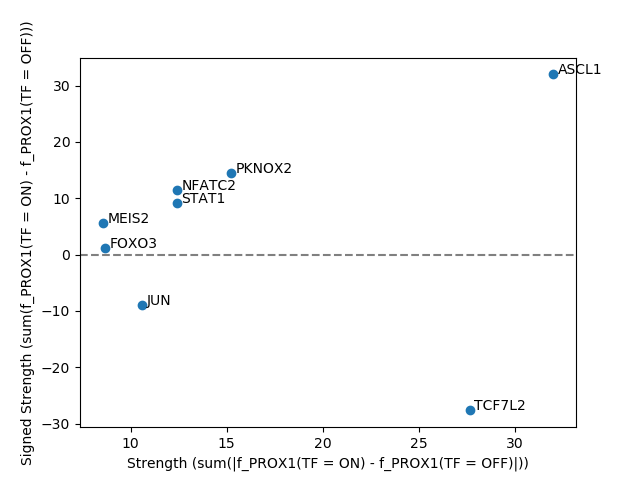 Signed Strength (sum(f_PROX1(TF = ON) - f_PROX1(TF = OFF)))
30
20
10
0
−10
−20
−30
ASCL1
PKNOX2
NFATC2
STAT1
MEIS2
FOXO3
JUN
TCF7L2
10 15 20 25 30
Strength (sum(|f_PROX1(TF = ON) - f_PROX1(TF = OFF)|))